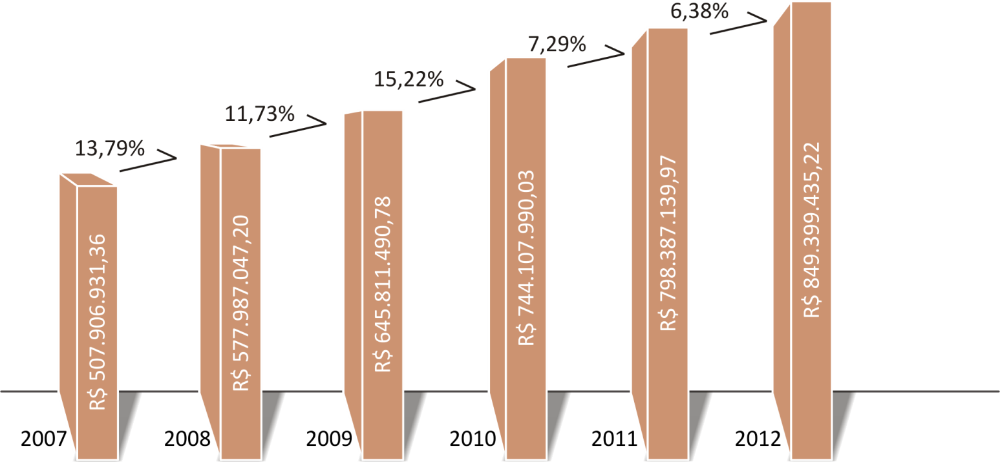 6,38%
7,29%
15,22%
11,73%
13,79%
R$ 507.906.931,36
R$ 577.987.047,20
R$ 645.811.490,78
R$ 744.107.990,03
R$ 798.387.139,97
R$ 849.399.435,22
2007
2008
2009
2010
2011
2012